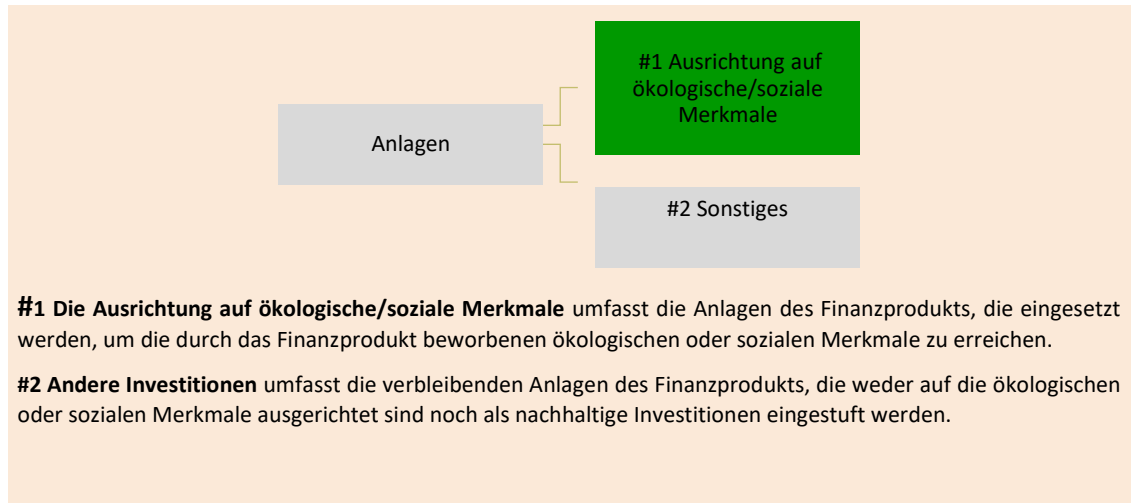 #1 Ausrichtung auf
ökologische/soziale
Merkmale
Anlagen
#2 Sonstiges
#1 Die Ausrichtung auf ökologische/soziale Merkmale umfasst die Anlagen des Finanzprodukts, die eingesetzt
werden, um die durch das Finanzprodukt beworbenen ökologischen oder sozialen Merkmale zu erreichen.
#2 Andere Investitionen umfasst die verbleibenden Anlagen des Finanzprodukts, die weder auf die ökologischen
oder sozialen Merkmale ausgerichtet sind noch als nachhaltige Investitionen eingestuft werden.